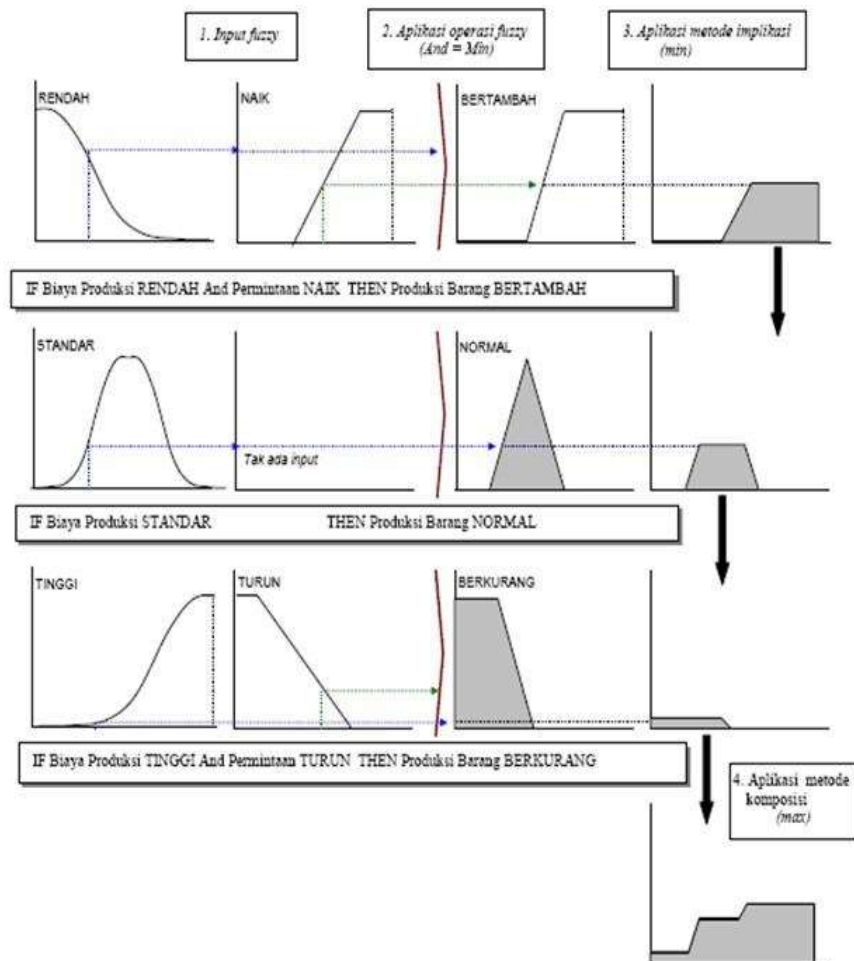 1. Input fuzzy
2. Aplikasi operasi fuzzy
(And = Min)
3. Aplikasi metode implikasi
(min)
RENDAH
NAIK
BERTAMBAH
IF Biaya Produksi RENDAH And Permintaan NAIK THEN Produksi Barang BERTAMBAH
STANDAR
NORMAL
Tak ada input
IF Biaya Produksi STANDAR THEN Produksi Barang NORMAL
TINGGI
TURUN
BERKURANG
IF Biaya Produksi TINGGI And Permintaan TURUN THEN Produksi Barang BERKURANG
4. Aplikasi metode
komposisi
(max)